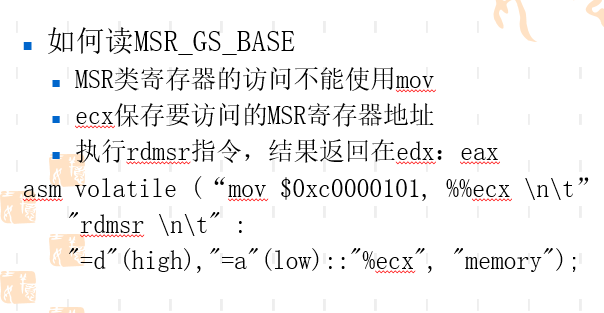 如何读MSR_GS_BASE
MSR类寄存器的访问不能使用mov
ecx保存要访问的MSR寄存器地址
执行rdmsr指令，结果返回在edx：eax
asm volatile (“mov $0xc0000101, %%ecx \n\t”
"rdmsr \n\t" :
"=d"(high),"=a"(low)::"%ecx", "memory");